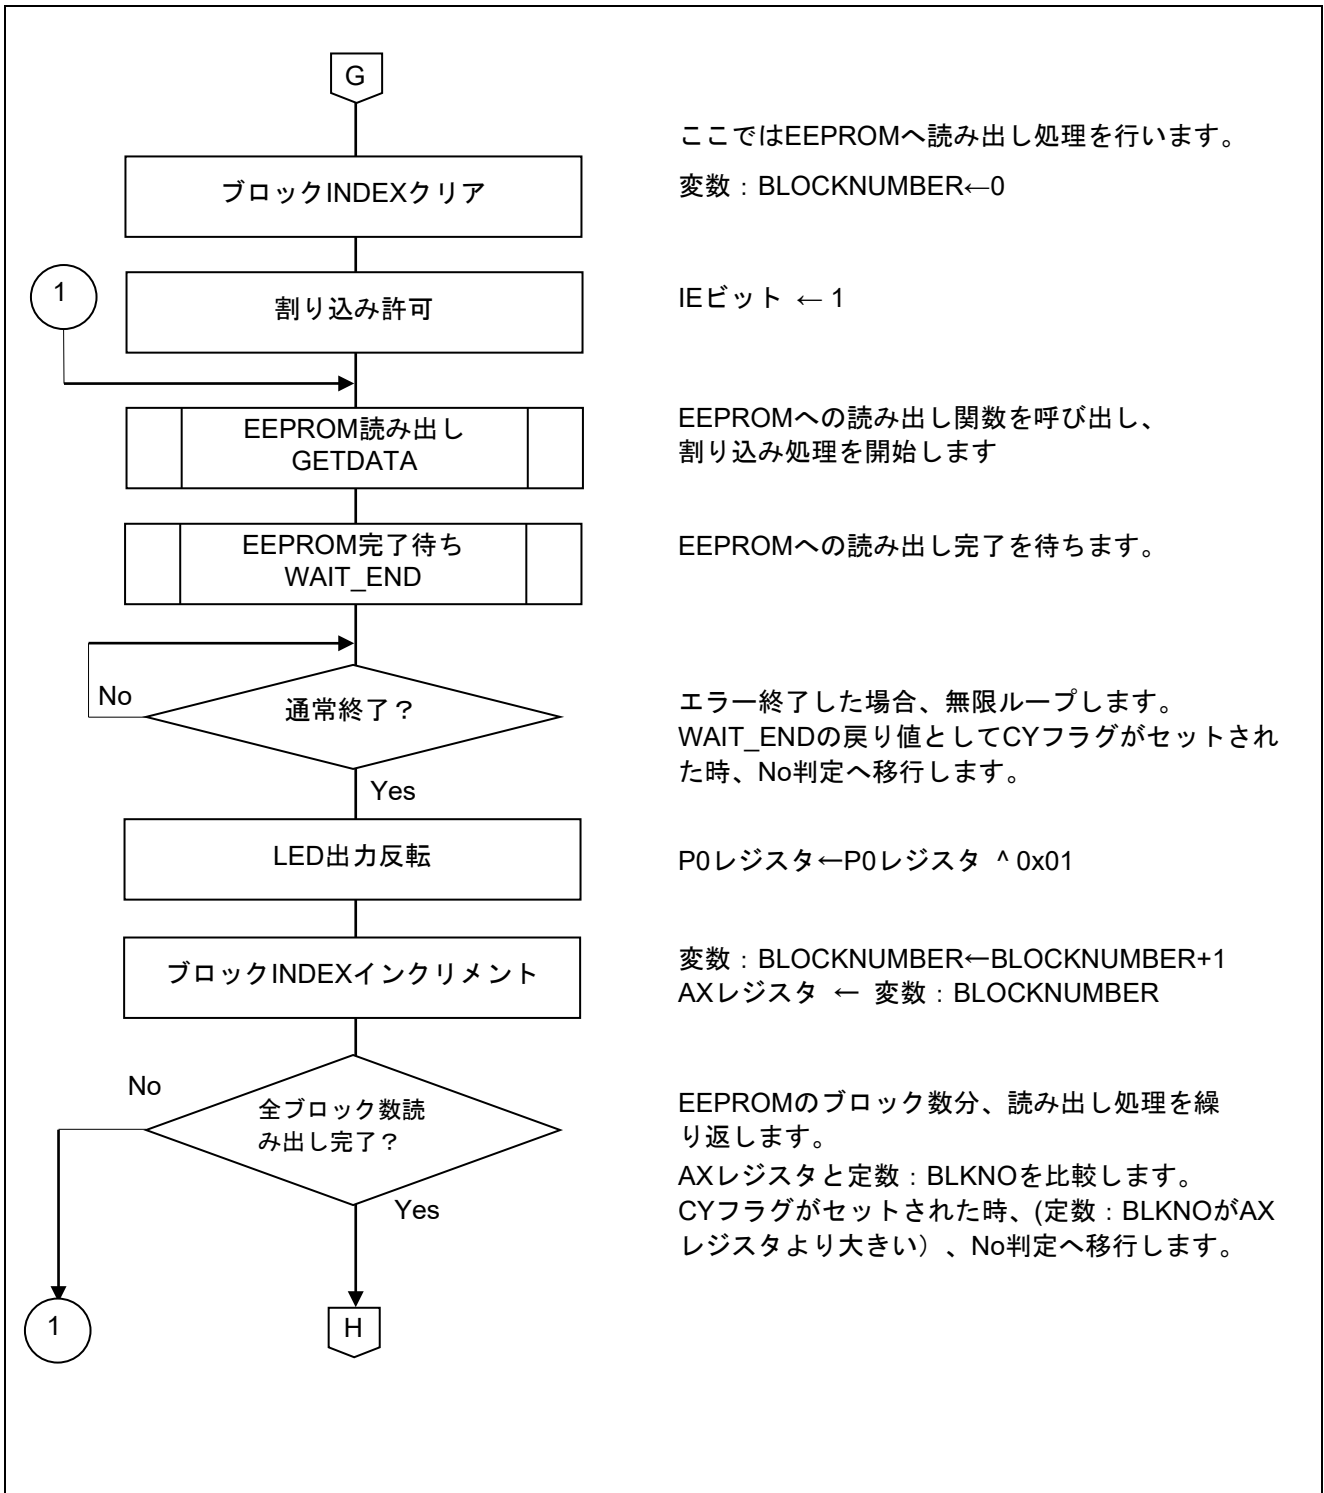 G
ここではEEPROMへ読み出し処理を行います。
ブロックINDEXクリア
変数：BLOCKNUMBER←0
1
割り込み許可
IEビット ← 1
EEPROM読み出し
GETDATA
EEPROMへの読み出し関数を呼び出し、
割り込み処理を開始します
EEPROM完了待ち
WAIT_END
EEPROMへの読み出し完了を待ちます。
No
通常終了？
エラー終了した場合、無限ループします。
WAIT_ENDの戻り値としてCYフラグがセットされ
た時、No判定へ移行します。
Yes
LED出力反転
P0レジスタ←P0レジスタ ^ 0x01
ブロックINDEXインクリメント
変数：BLOCKNUMBER←BLOCKNUMBER+1
AXレジスタ ← 変数：BLOCKNUMBER
No
全ブロック数読
み出し完了？
EEPROMのブロック数分、読み出し処理を繰
り返します。
AXレジスタと定数：BLKNOを比較します。
CYフラグがセットされた時、(定数：BLKNOがAX
レジスタより大きい）、No判定へ移行します。
Yes
1
H